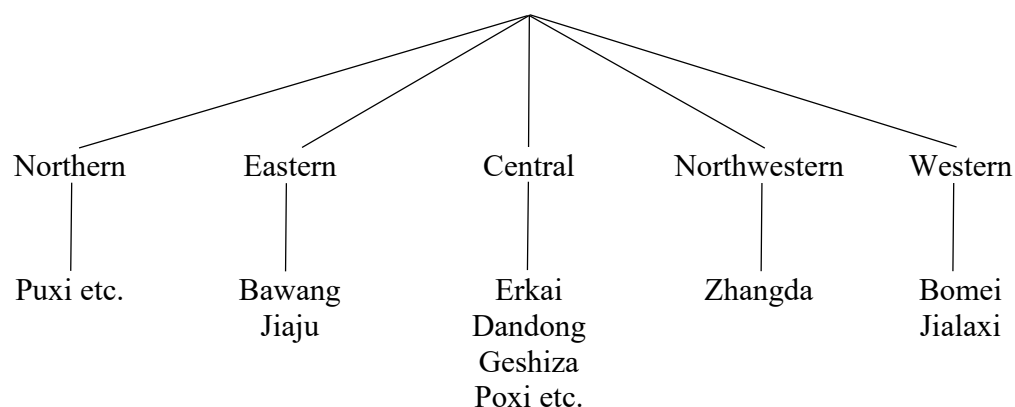 Northern Eastern Central Northwestern Western
Puxi etc. Bawang Erkai Zhangda Bomei
Jiaju Dandong Jialaxi
Geshiza
Poxi etc.